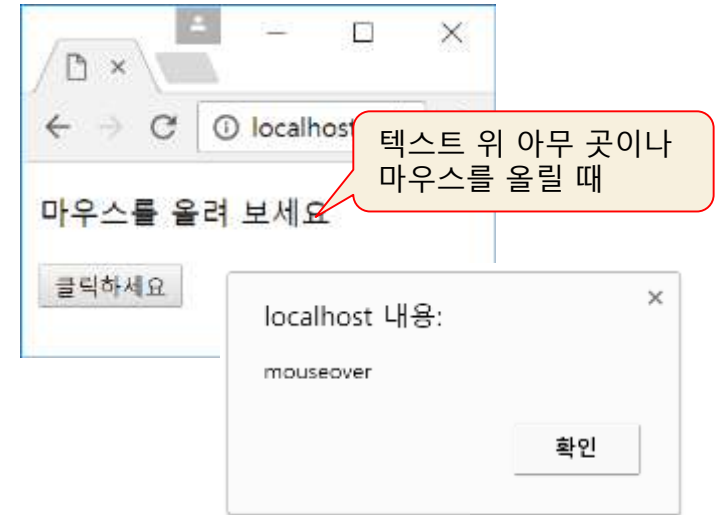 localhost
텍스트 위 아무 곳이나
마우스를 올릴 때
마우스를 올려 보세요
클릭하세요
localhost 내용:
mouseover
확인